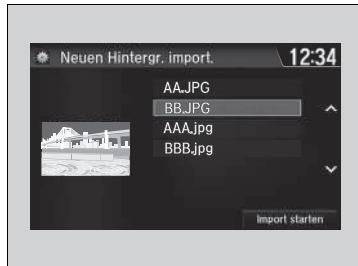 Neuen Hintergr. import.
12:34
AA.JPG
BB.JPG
AAA.jpg
BBB.jpg
Import starten